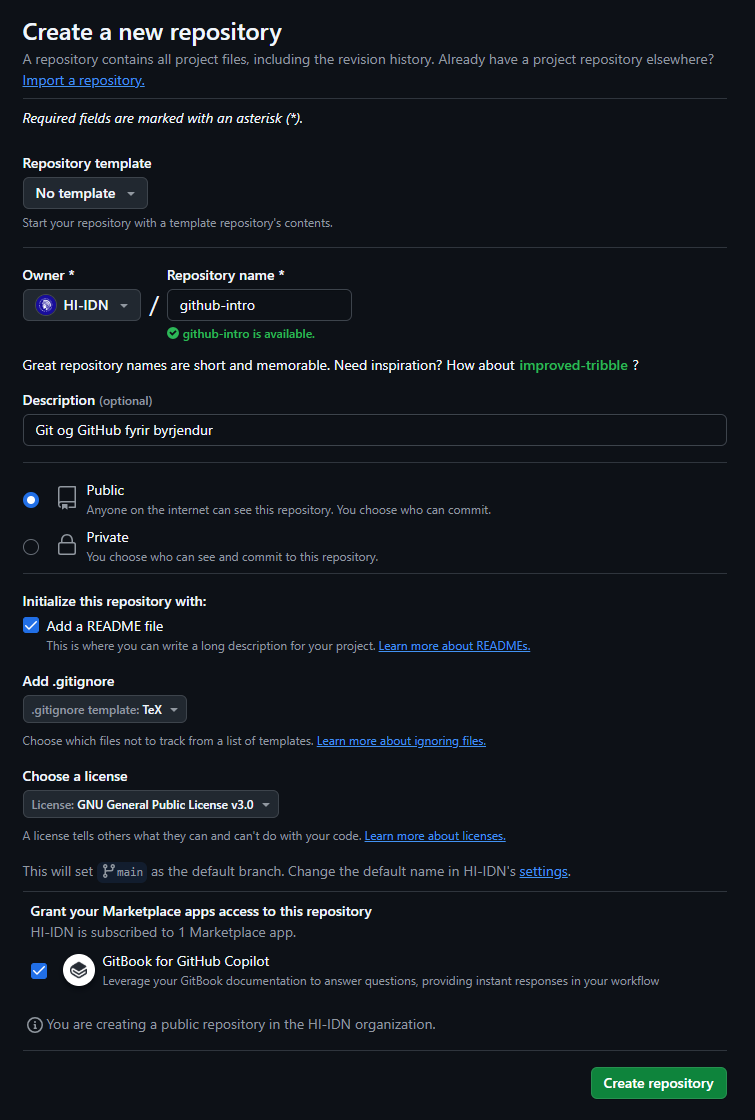 Create a new repository
A repository contains all project files, including the revision history. Already have a project repository elsewhere?
Import a repository.
Required fields are marked with an asterisk (*).
Repository template
No template
Start your repository with a template repository's contents.
Owner *
Repository name *
HI-IDN
/
github-intro
github-intro is available.
Great repository names are short and memorable. Need inspiration? How about improved-tribble ?
Description (optional)
Git og GitHub fyrir byrjendur
Public
Anyone on the internet can see this repository. You choose who can commit.
Private
You choose who can see and commit to this repository.
Initialize this repository with:
Add a README file
This is where you can write a long description for your project. Learn more about READMEs.
Add .gitignore
.gitignore template: TeX
Choose which files not to track from a list of templates. Learn more about ignoring files.
Choose a license
License: GNU General Public License v3.0
A license tells others what they can and can't do with your code. Learn more about licenses.
This will set main as the default branch. Change the default name in HI-IDN's settings.
Grant your Marketplace apps access to this repository
HI-IDN is subscribed to 1 Marketplace app.
GitBook for GitHub Copilot
Leverage your GitBook documentation to answer questions, providing instant responses in your workflow
You are creating a public repository in the HI-IDN organization.
Create repository